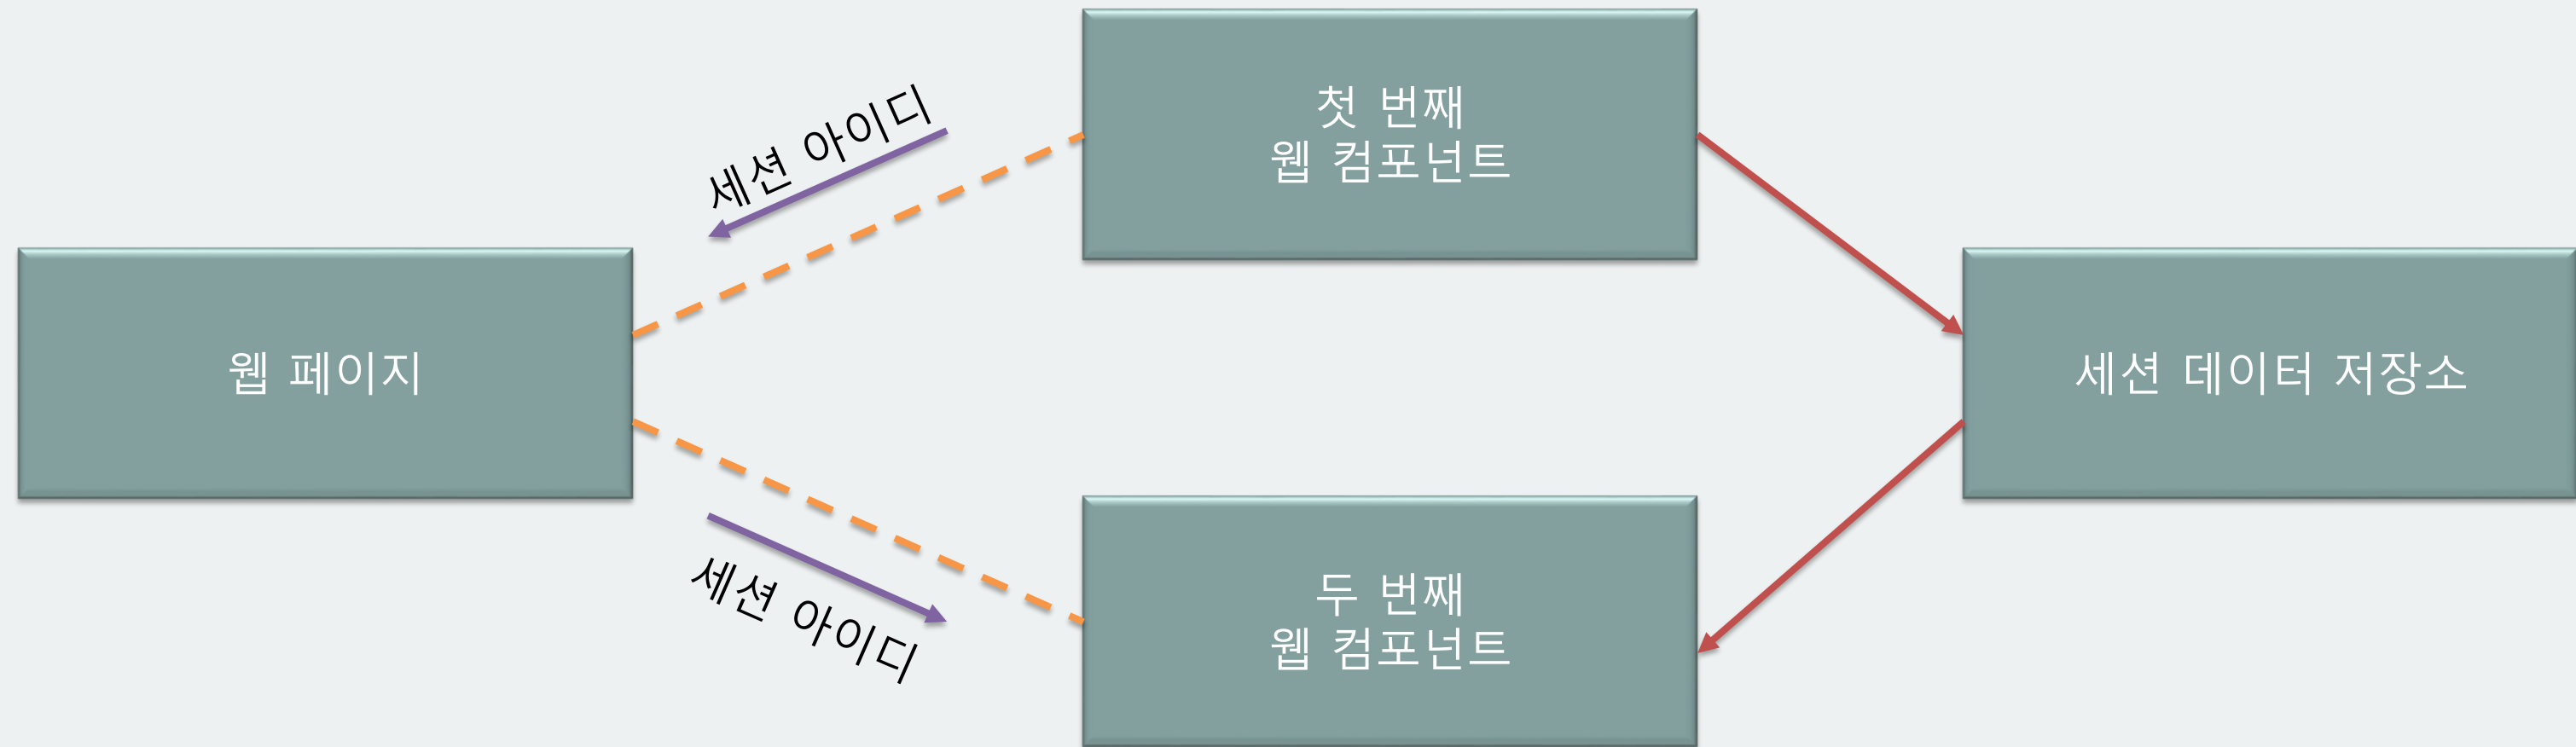 세션 아이디
첫 번째
웹 컴포넌트
웹 페이지
세션 데이터 저장소
세션 아이디
두 번째
웹 컴포넌트